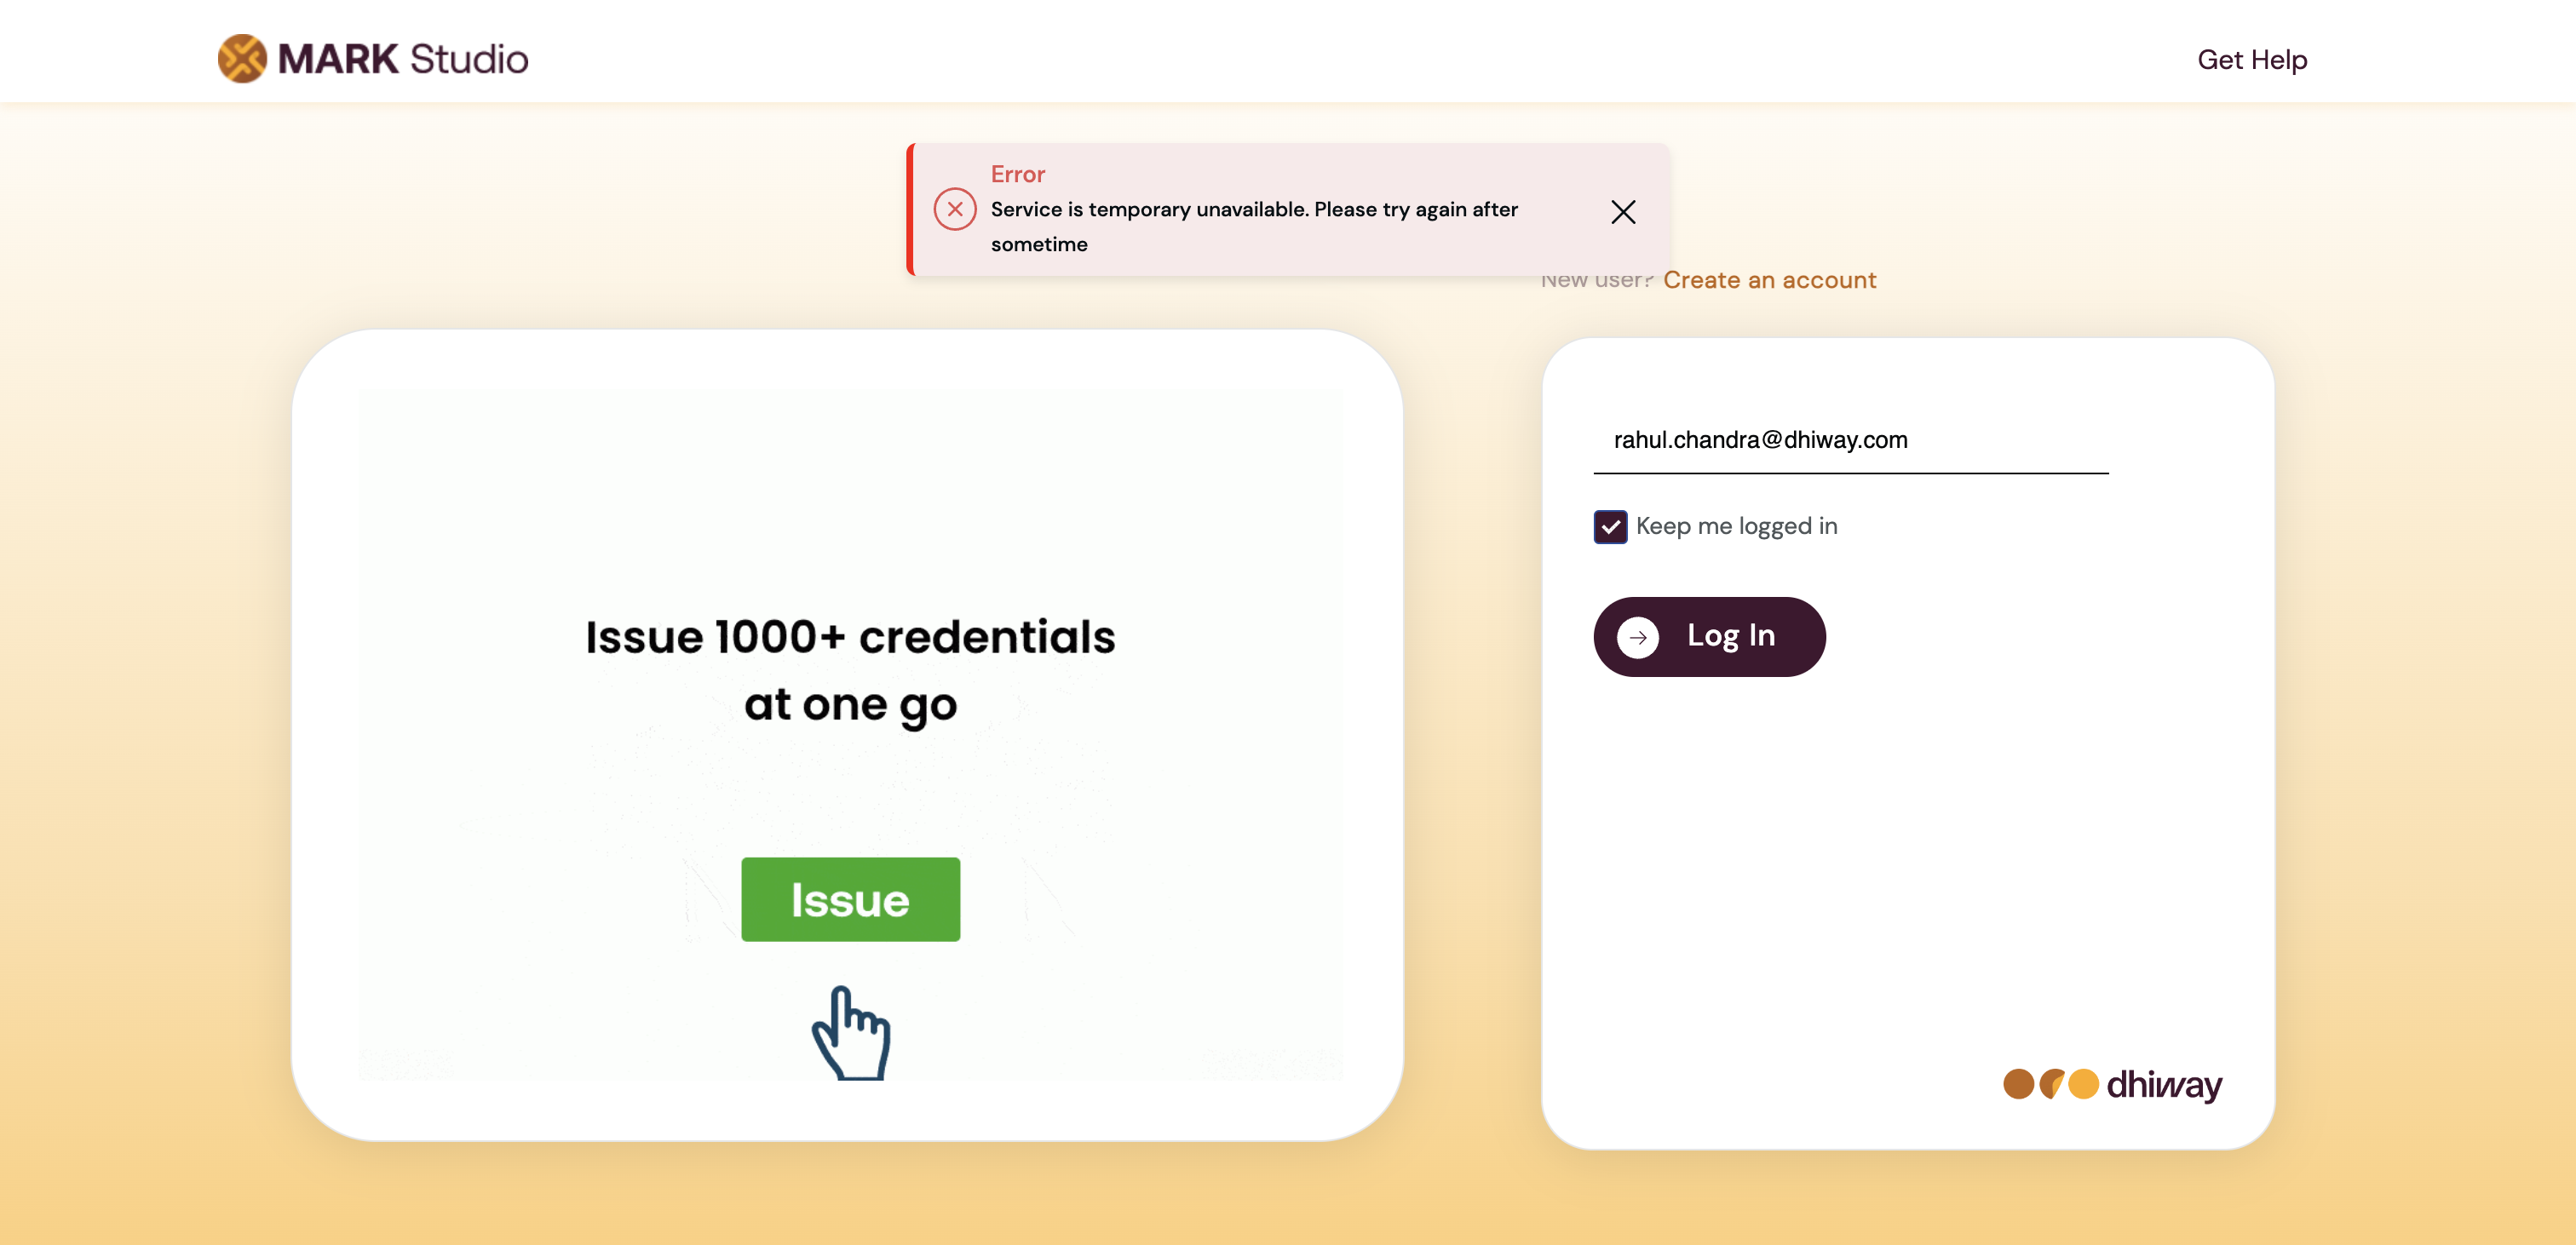 MARK Studio
Get Help
Error
Service is temporary unavailable. Please try again after
sometime
New user? Create an account
Issue 1000+ credentials
at one go
Issue
rahul.chandra@dhiway.com
Keep me logged in
Log In
dhiway